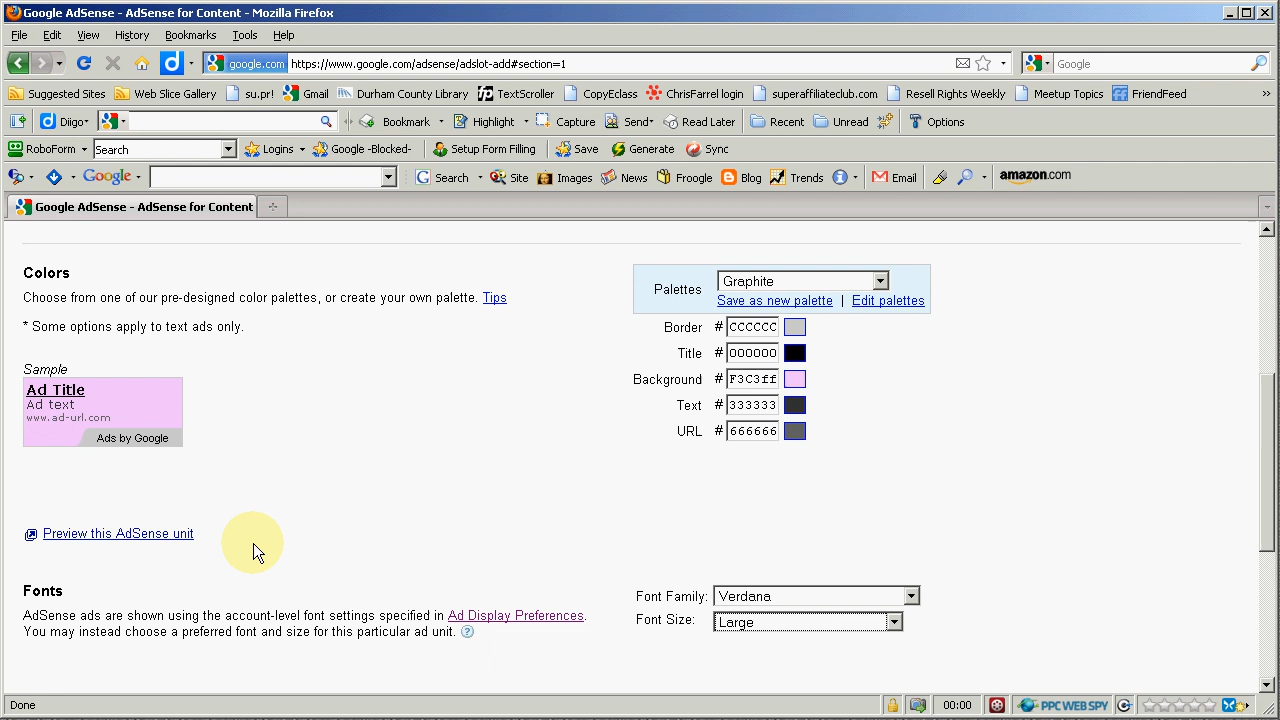 Google AdSense - AdSense for Content - Mozilla Firefox
File Edit View History Bookmarks Tools Help
google.com https://www.google.com/adsense/adslot-add#section=1 Google
Suggested Sites Web Slice Gallery su.pr! Gmail Durham County Library TextScroller CopyEclass ChrisFarrel login superaffiliateclub.com Resell Rights Weekly Meetup Topics FriendFeed »
Diigo Bookmark Highlight Capture Send Read Later Recent Unread Options
RoboForm Search Logins Google -Blocked- Setup Form Filling Save Generate Sync
Google Search Site Images News Froogle Blog Trends Email amazon.com
Google AdSense - AdSense for Content
Colors
Choose from one of our pre-designed color palettes, or create your own palette. Tips
* Some options apply to text ads only.
Sample
Ad Title
Ad text
www.ad-url.com
Ads by Google
Palettes Graphite
Save as new palette | Edit palettes
Border # CCCCCC
Title # 000000
Background # F3C3ff
Text # 333333
URL # 666666
Preview this AdSense unit
Fonts
AdSense ads are shown using the account-level font settings specified in Ad Display Preferences.
You may instead choose a preferred font and size for this particular ad unit. ?
Font Family: Verdana
Font Size: Large
Done 00:00 PPC WEB SPY